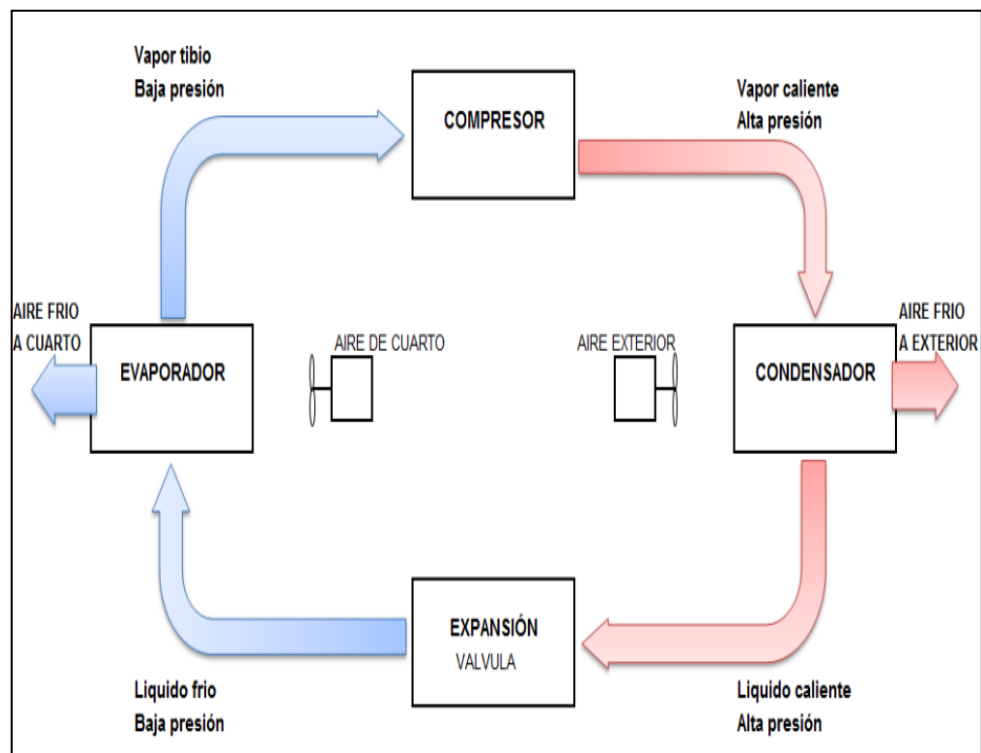 Vapor tibio
Baja presión
COMPRESOR
Vapor caliente
Alta presión
AIRE FRIO
A CUARTO
EVAPORADOR
AIRE DE CUARTO
AIRE EXTERIOR
CONDENSADOR
AIRE FRIO
A EXTERIOR
EXPANSIÓN
VALVULA
Liquido frio
Baja presión
Liquido caliente
Alta presión